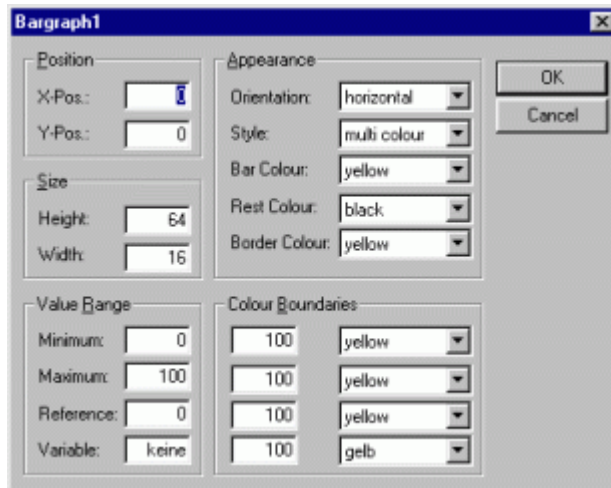 Bargraph1
Position
X-Pos.: 0
Y-Pos.: 0
Size
Height: 64
Width: 16
Value Range
Minimum: 0
Maximum: 100
Reference: 0
Variable: keine
Appearance
Orientation: horizontal
Style: multi colour
Bar Colour: yellow
Rest Colour: black
Border Colour: yellow
Colour Boundaries
100 yellow
100 yellow
100 yellow
100 gelb
OK
Cancel